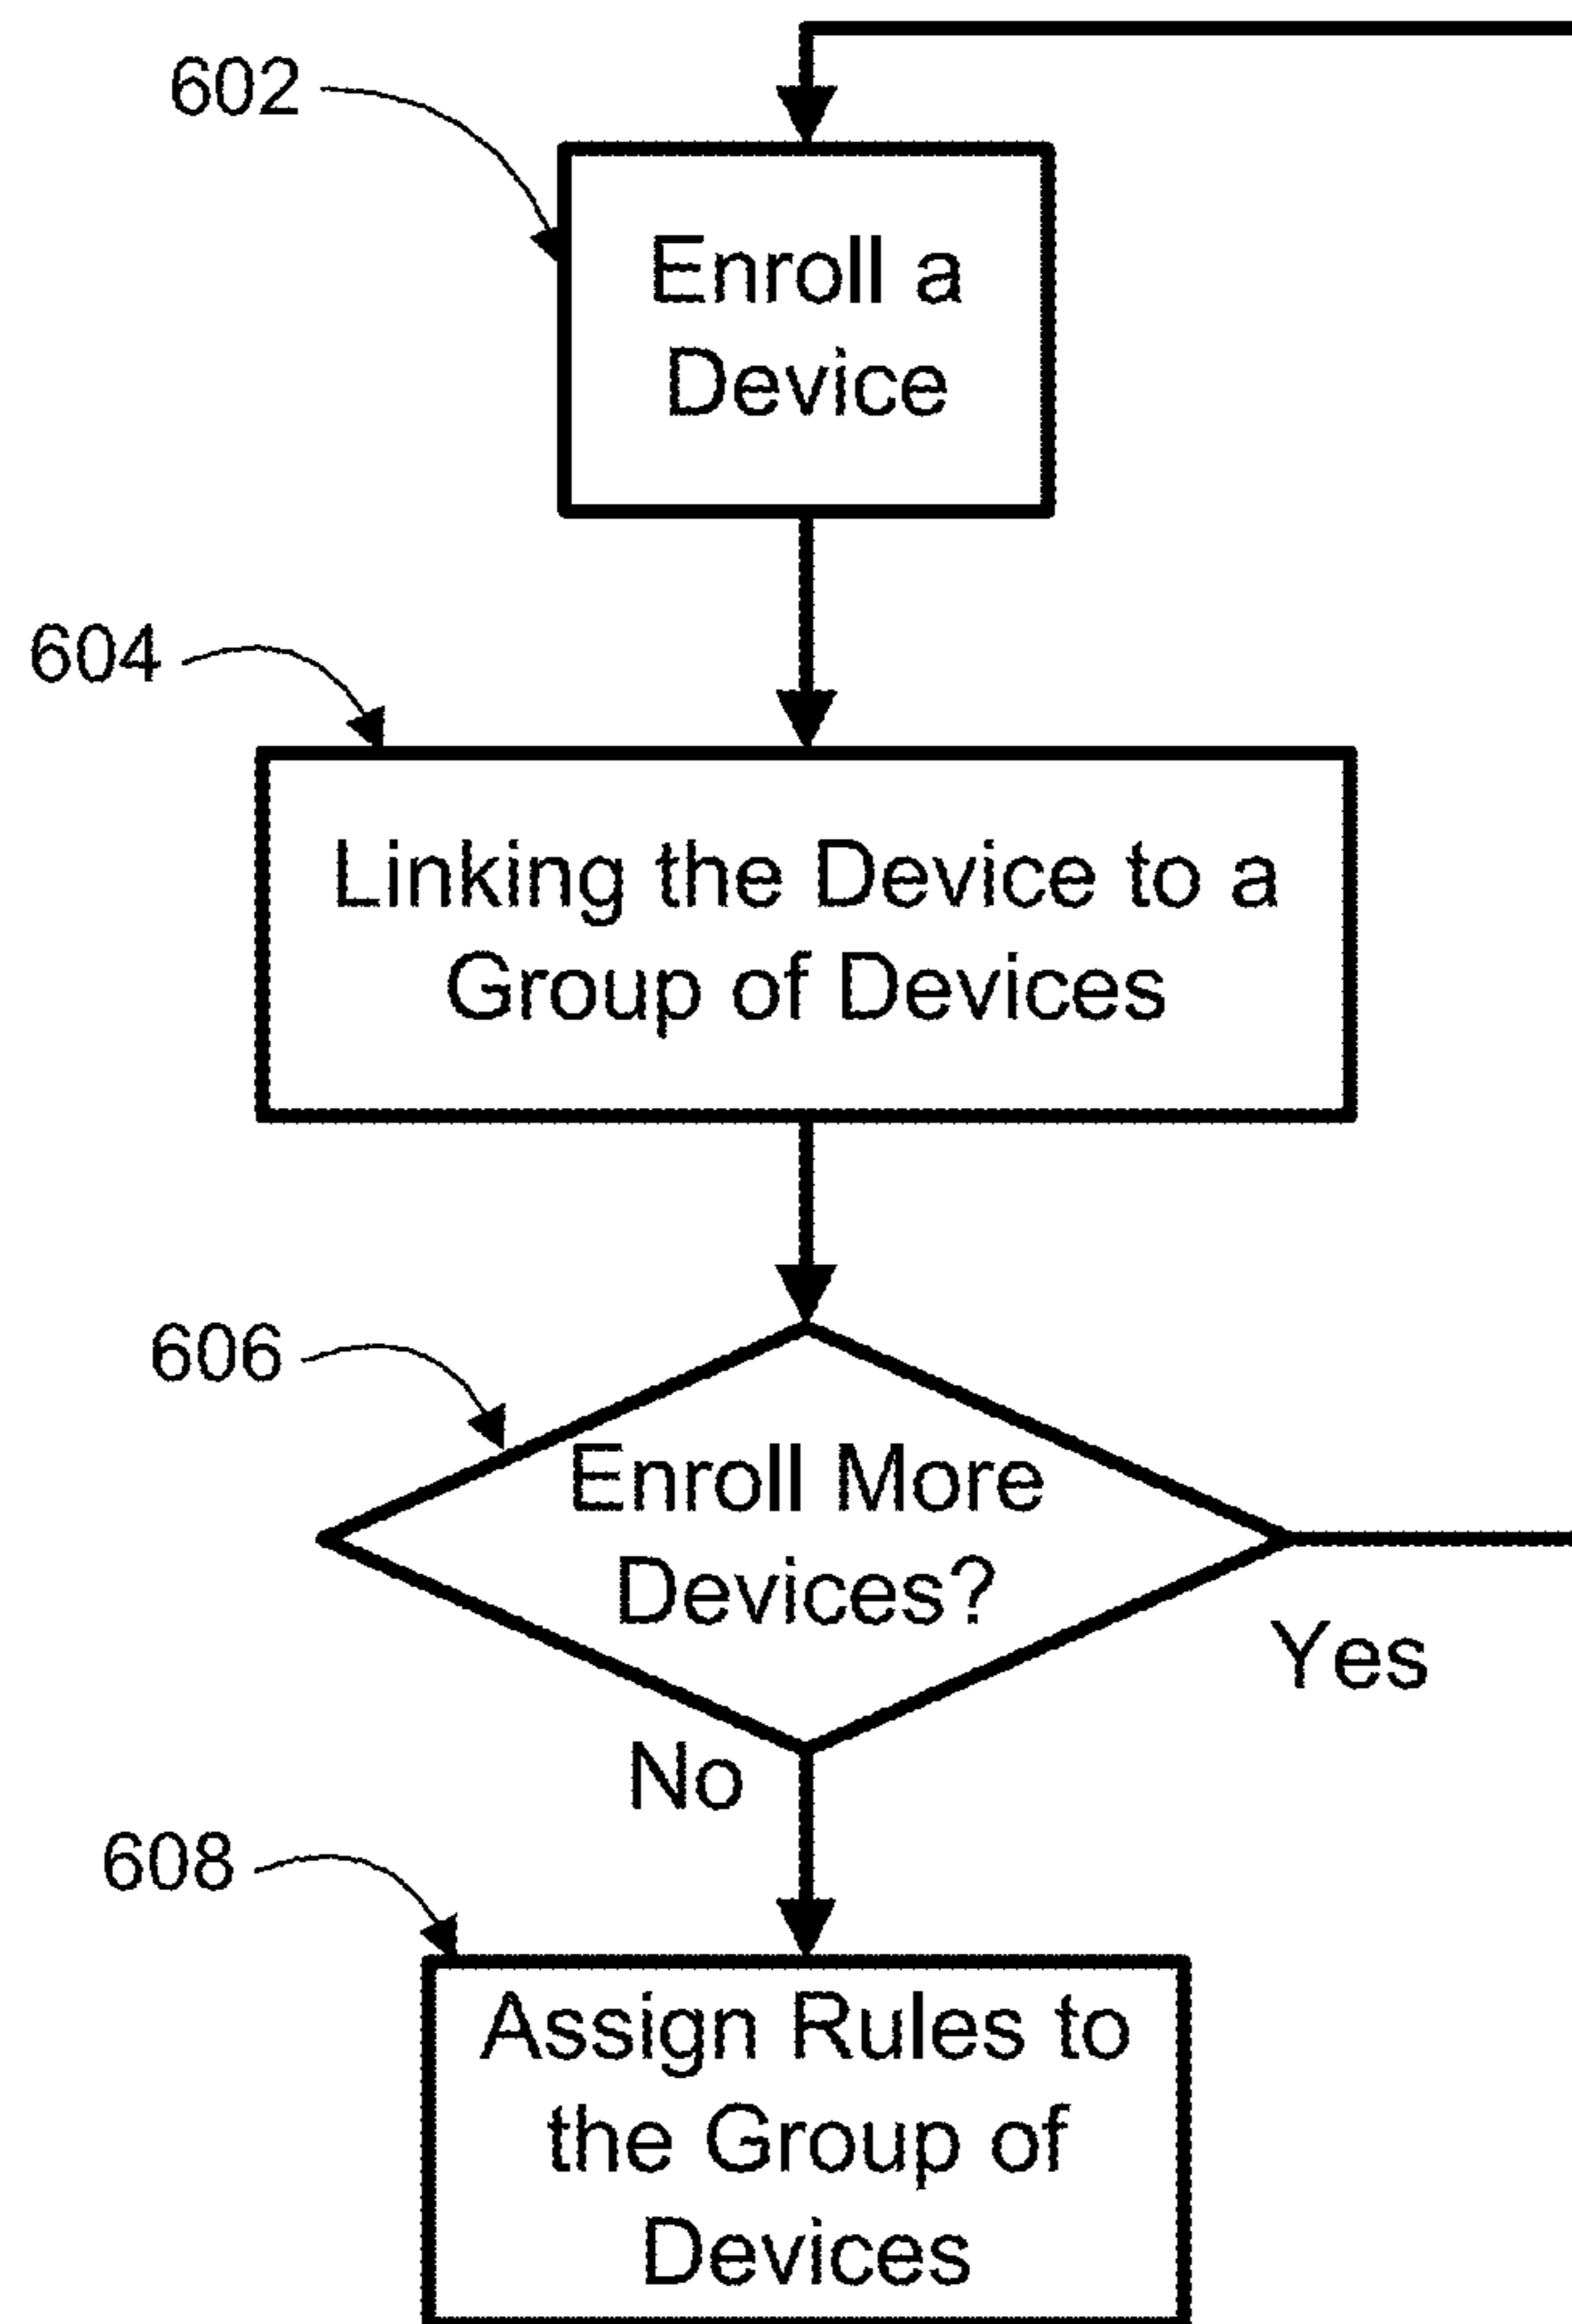 602
Enroll a
Device
604
Linking the Device to a
Group of Devices
606
Enroll More
Devices?
Yes
No
608
Assign Rules to
the Group of
Devices